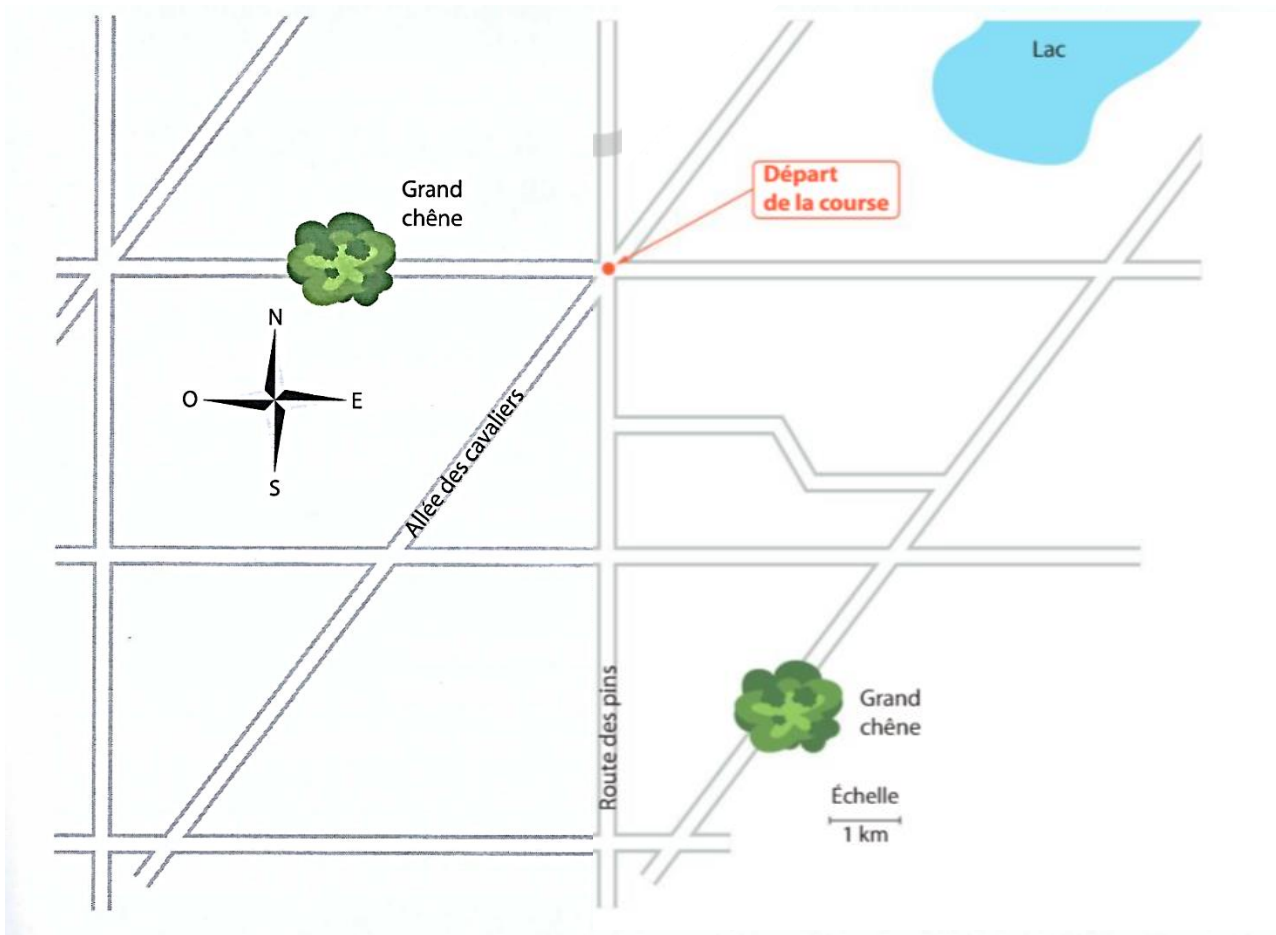 Lac
Départ
de la course
Grand
chêne
N
O
E
S
Allée des cavaliers
Route des pins
Grand
chêne
Échelle
1 km